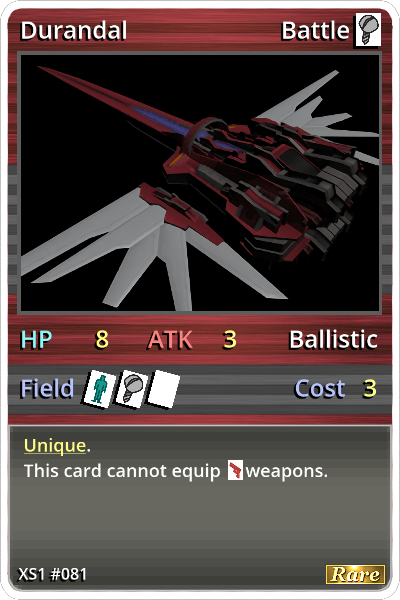 Durandal Battle
HP 8 ATK 3 Ballistic
Field Cost 3
Unique.
This card cannot equip weapons.
XS1 #081 Rare